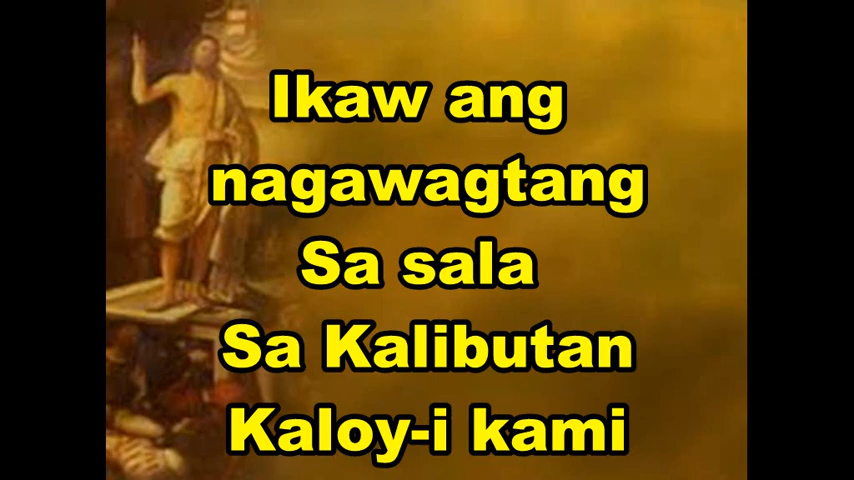 Ikaw ang
nagawagtang
Sa sala
Sa Kalibutan
Kaloy-i kami